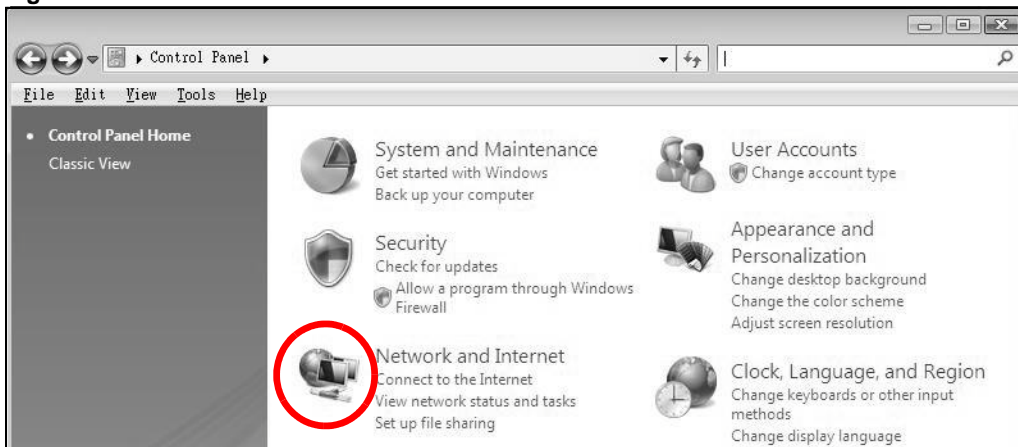 Control Panel
File Edit View Tools Help
Control Panel Home
Classic View
System and Maintenance
Get started with Windows
Back up your computer
Security
Check for updates
Allow a program through Windows
Firewall
Network and Internet
Connect to the Internet
View network status and tasks
Set up file sharing
User Accounts
Change account type
Appearance and
Personalization
Change desktop background
Change the color scheme
Adjust screen resolution
Clock, Language, and Region
Change keyboards or other input
methods
Change display language